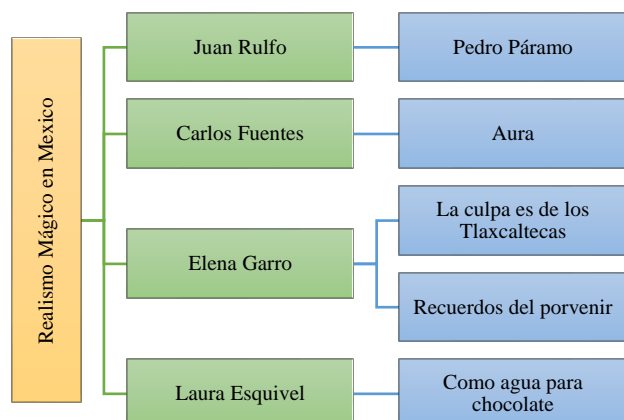 Realismo Mágico en Mexico
Juan Rulfo
Pedro Páramo
Carlos Fuentes
Aura
Elena Garro
La culpa es de los
Tlaxcaltecas
Recuerdos del porvenir
Laura Esquivel
Como agua para
chocolate